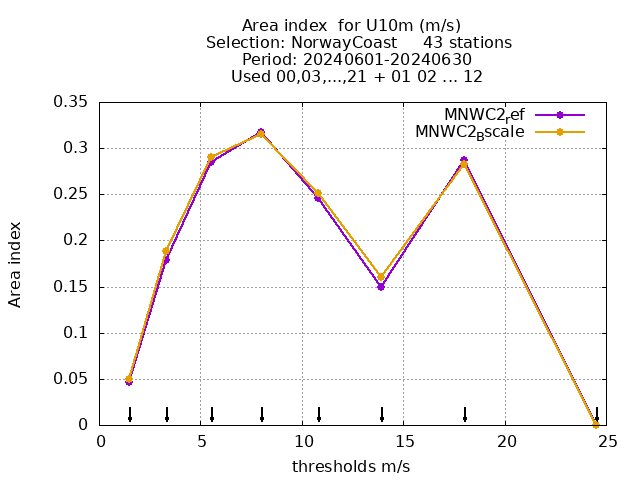 Area index  for U10m (m/s)
Selection: NorwayCoast     43 stations
Period: 20240601-20240630
Used 00,03,...,21 + 01 02 ... 12
MNWC2ref
MNWC2Bscale
0.35
0.3
0.25
0.2
0.15
0.1
0.05
0
Area index
0 5 10 15 20 25
thresholds m/s